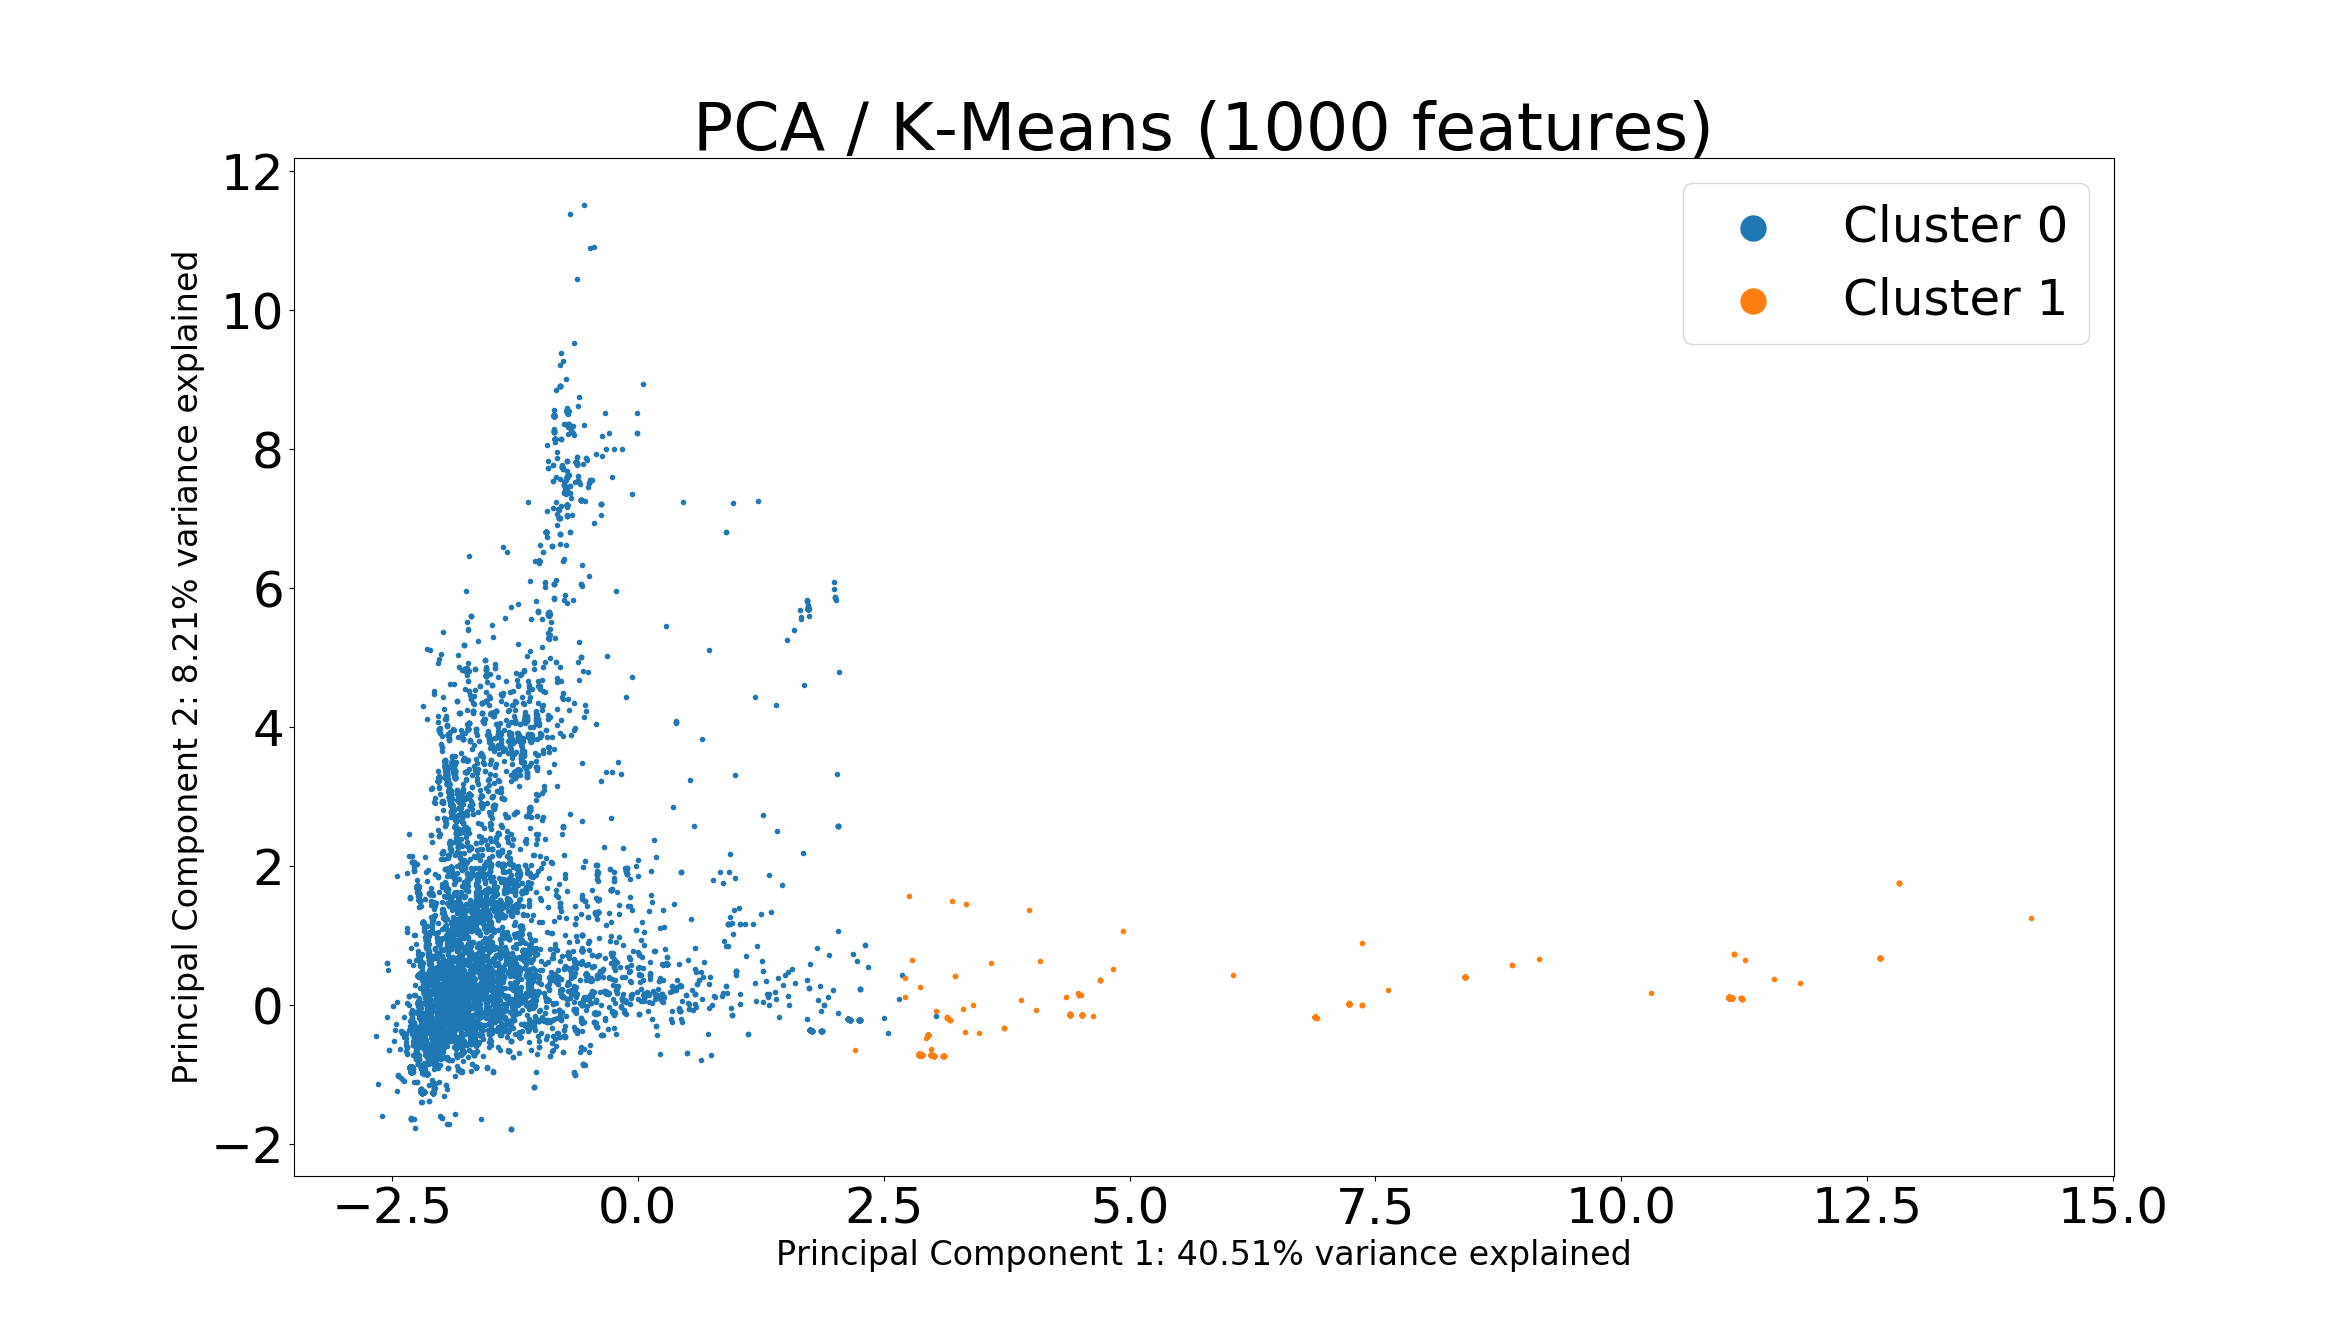 PCA / K-Means (1000 features)
Cluster 0
Cluster 1
12
10
8
6
4
2
0
−2
Principal Component 2: 8.21% variance explained
−2.5 0.0 2.5 5.0 7.5 10.0 12.5 15.0
Principal Component 1: 40.51% variance explained